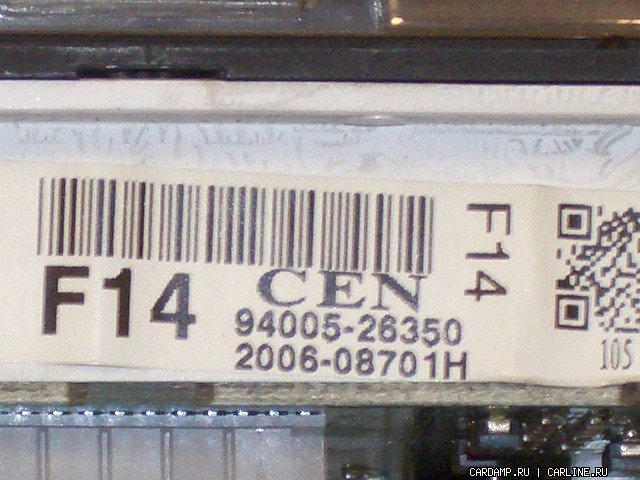 F14
CEN
94005-26350
2006-08701H
F14
105
CARDAMP.RU | CARLINE.RU